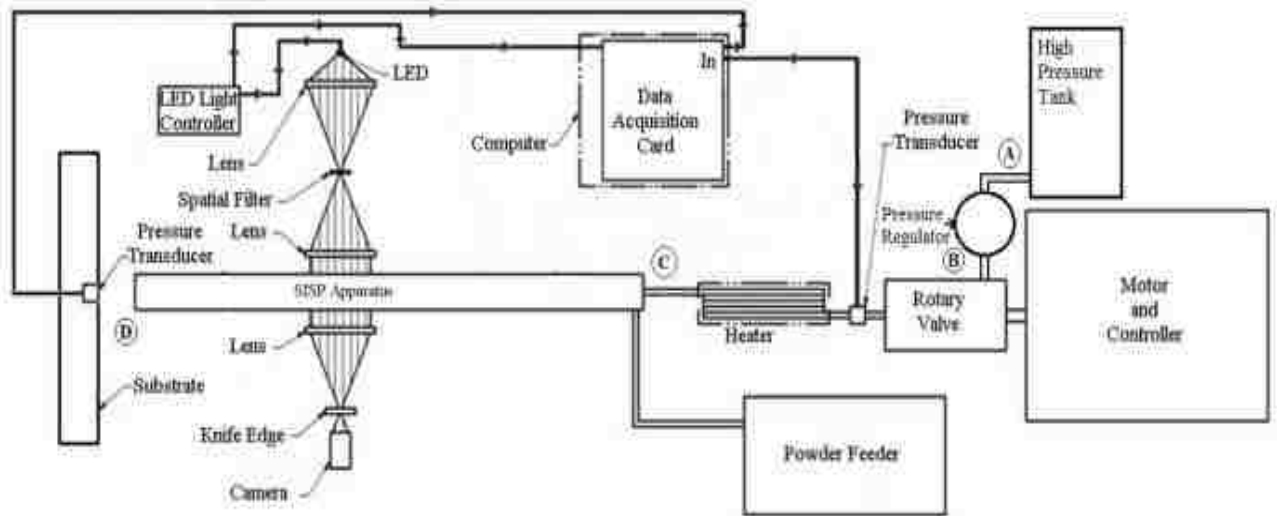 LED
In
LED Light
Controller
Data
Acquisition
Card
Computer
High
Pressure
Tank
Pressure
Transducer
A
Lens
Spatial Filter
Lens
Pressure
Transducer
Pressure
Regulator
B
C
SISP Apparatus
D
Lens
Heater
Rotary
Valve
Motor
and
Controller
Substrate
Knife Edge
Camera
Powder Feeder